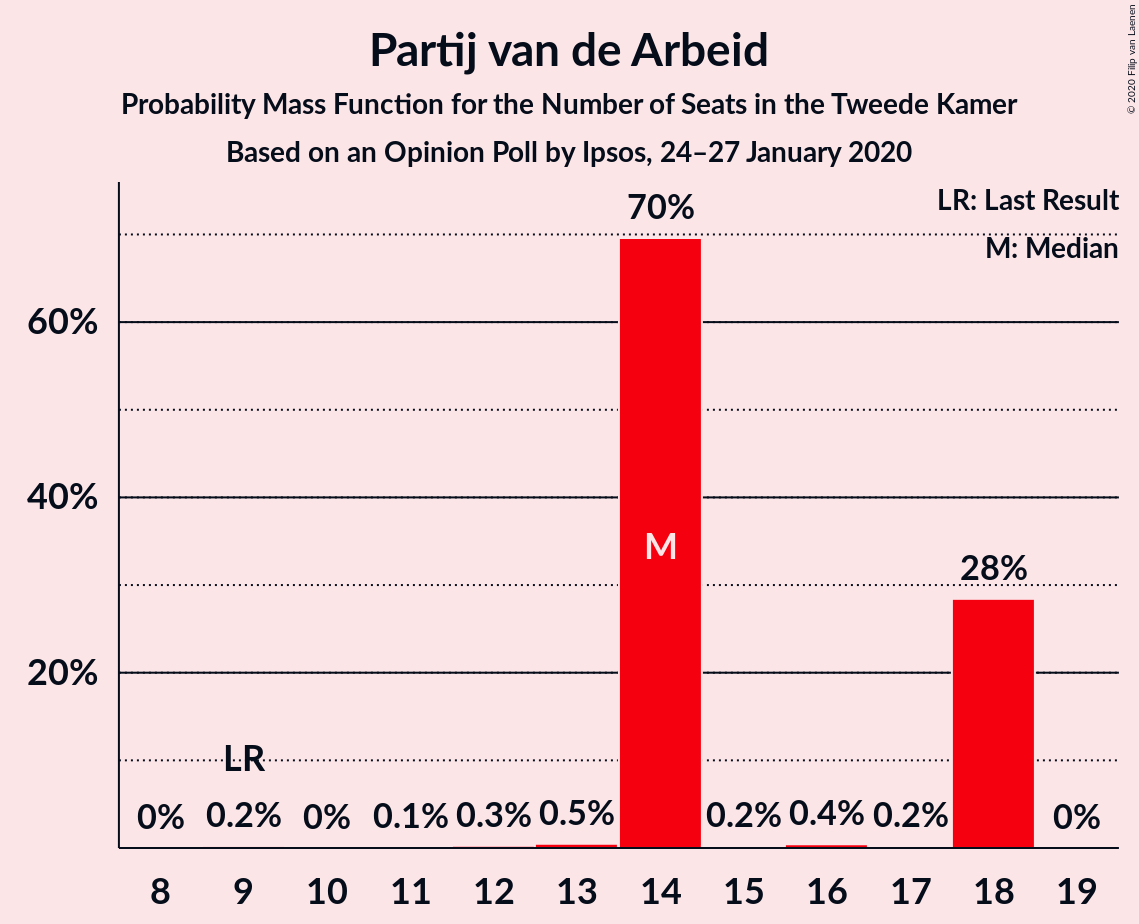 Partij van de Arbeid
Probability Mass Function for the Number of Seats in the Tweede Kamer
Based on an Opinion Poll by Ipsos, 24–27 January 2020
© 2020 Filip van Laenen
LR: Last Result
M: Median
60%
40%
20%
0%
LR
0.2%
0%
0.1%
0.3%
0.5%
70%
M
0.2%
0.4%
0.2%
28%
0%
8 9 10 11 12 13 14 15 16 17 18 19